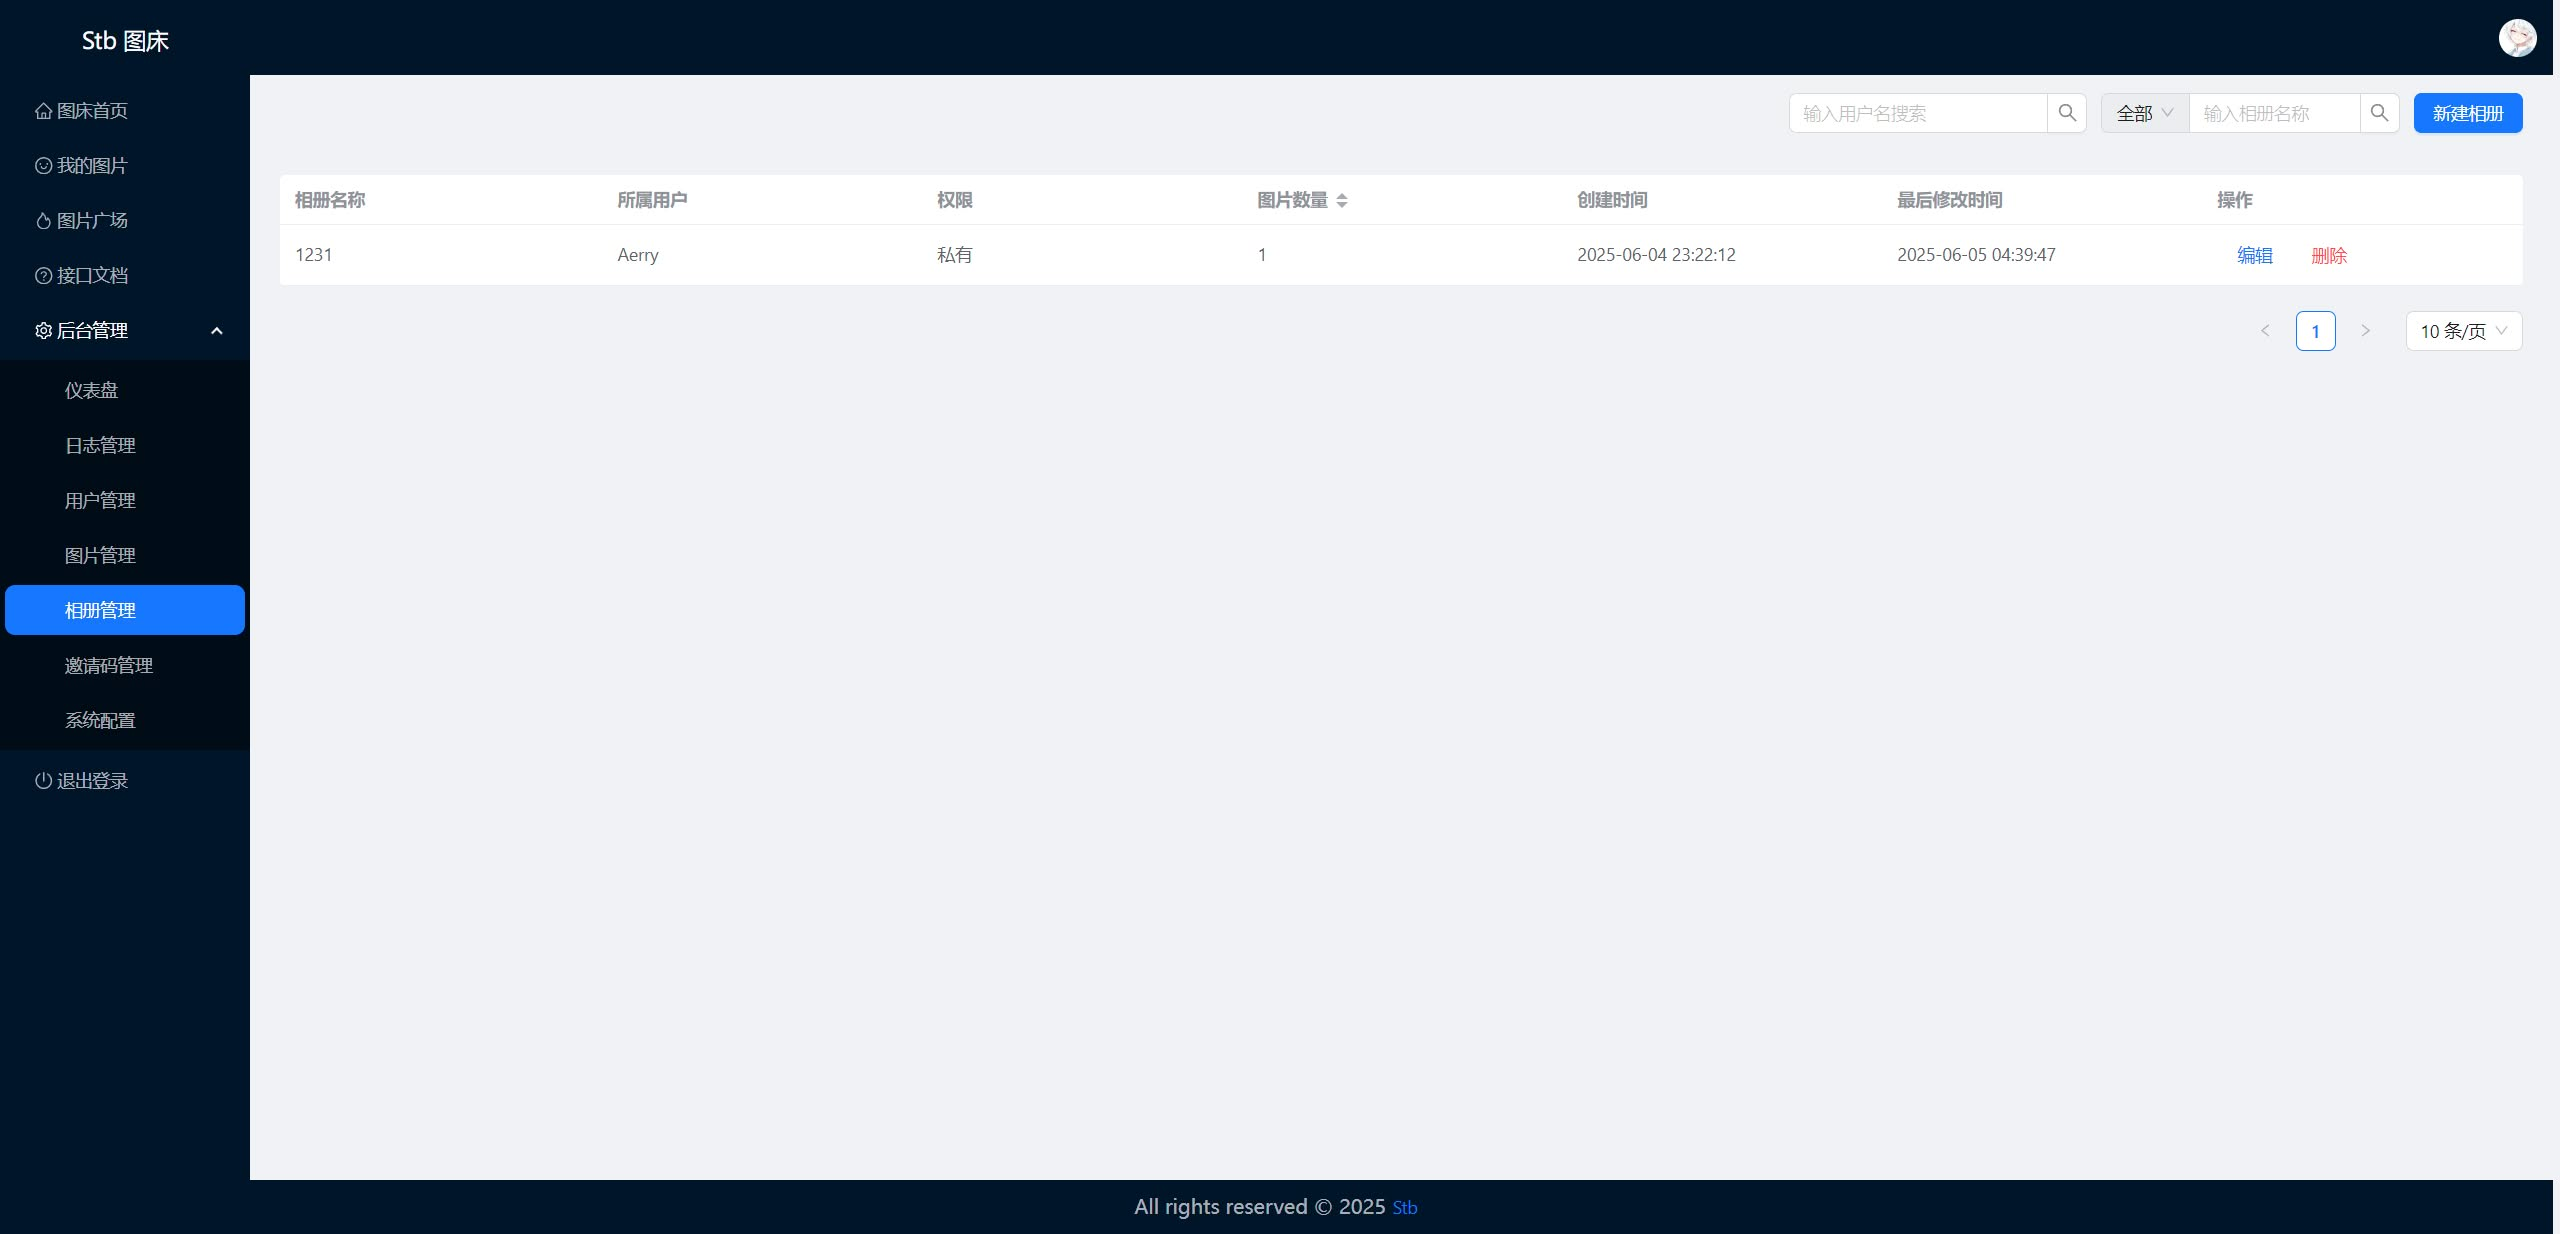 Stb 图床
图床首页
我的图片
图片广场
接口文档
后台管理
仪表盘
日志管理
用户管理
图片管理
相册管理
邀请码管理
系统配置
退出登录
输入用户名搜索 全部 输入相册名称 新建相册
相册名称 所属用户 权限 图片数量 创建时间 最后修改时间 操作
1231 Aerry 私有 1 2025-06-04 23:22:12 2025-06-05 04:39:47 编辑 删除
1 10 条/页
All rights reserved © 2025 Stb